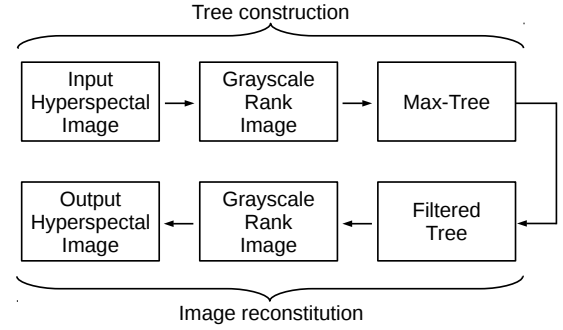 Tree construction
Input
Hyperspectal
Image
Grayscale
Rank
Image
Max-Tree
Output
Hyperspectal
Image
Grayscale
Rank
Image
Filtered
Tree
Image reconstitution